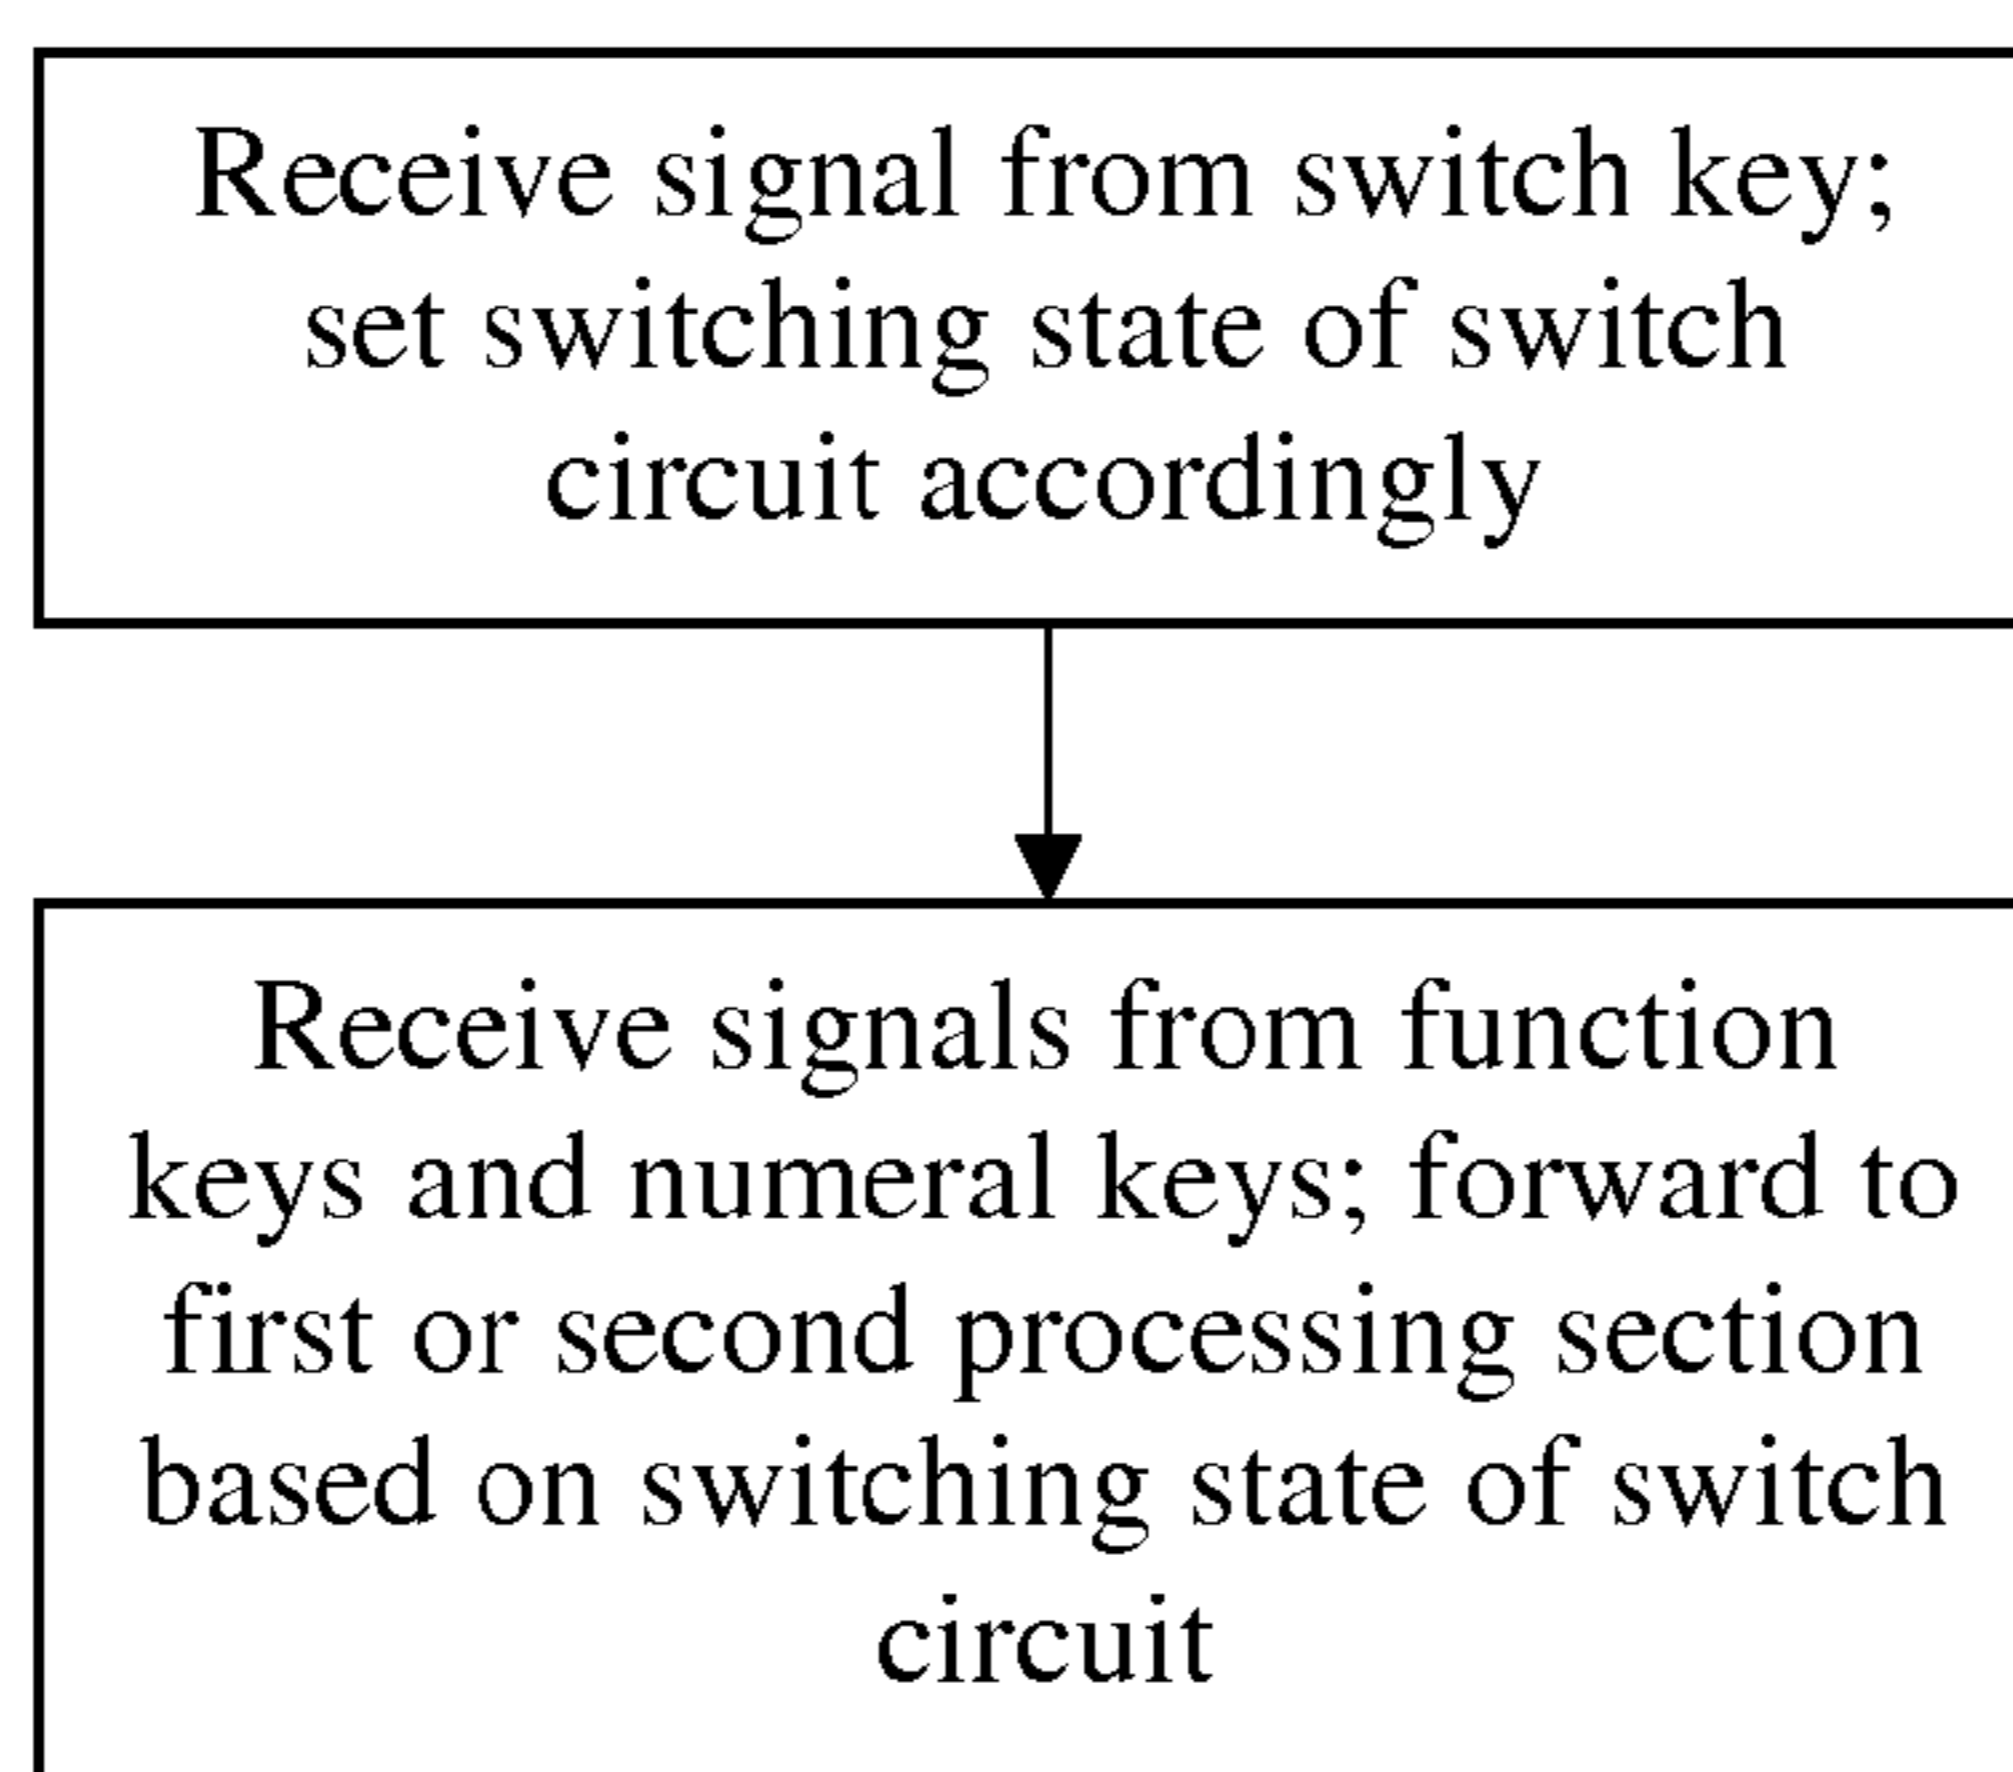 Receive signal from switch key;
set switching state of switch
circuit accordingly
Receive signals from function
keys and numeral keys; forward to
first or second processing section
based on switching state of switch
circuit